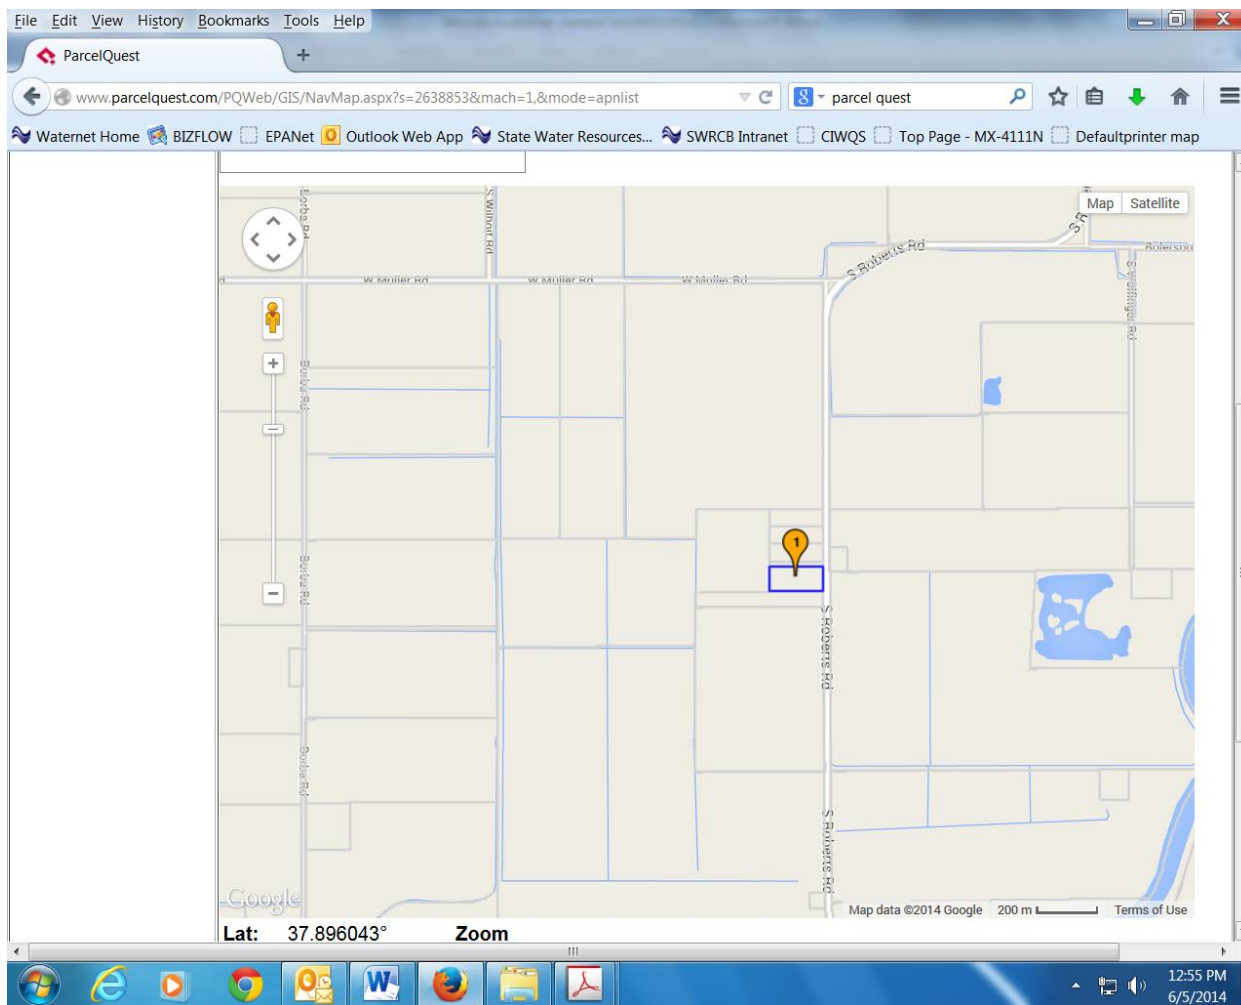 File Edit View History Bookmarks Tools Help
ParcelQuest
www.parcelquest.com/PQWeb/GIS/NavMap.aspx?s=2638853&mach=1,&mode=apnlist
parcel quest
Waternet Home BIZFLOW EPANet Outlook Web App State Water Resources... SWRCB Intranet CIWQS Top Page - MX-4111N Defaultprinter map
Map Satellite
Borba Rd
S Wilhoit Rd
S Roberts Rd
W Muller Rd
W Muller Rd
W Muller Rd
Borba Rd
1
Borba Rd
S Roberts Rd
Borba Rd
S Roberts Rd
Google
Map data ©2014 Google 200 m Terms of Use
Lat: 37.896043° Zoom
12:55 PM
6/5/2014